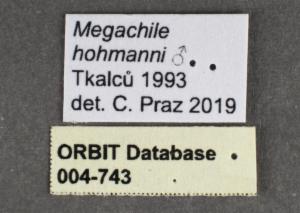 Megachile
hohmanni ♂
Tkalců 1993
det. C. Praz 2019
ORBIT Database
004-743